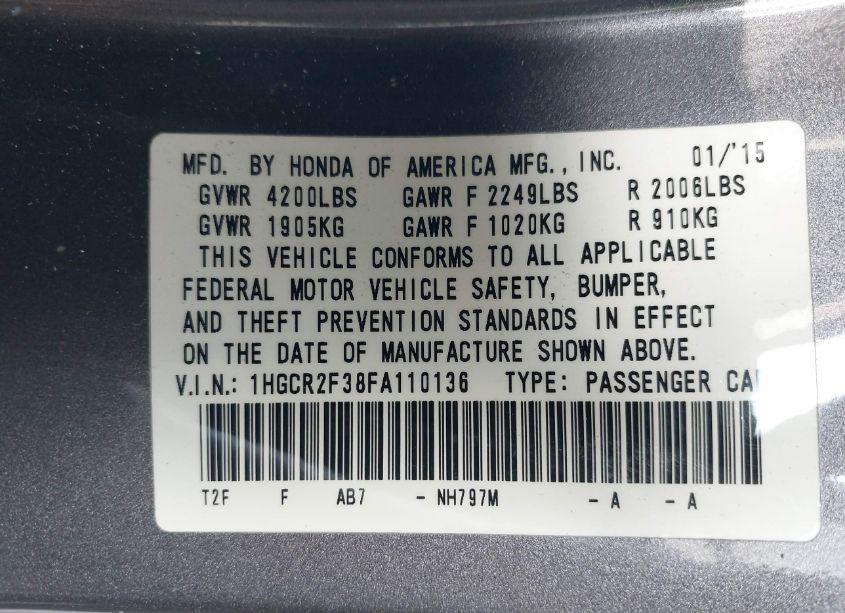 MFD. BY HONDA OF AMERICA MFG., INC. 01/'15
GVWR 4200LBS GAWR F 2249LBS R 2006LBS
GVWR 1905KG GAWR F 1020KG R 910KG
THIS VEHICLE CONFORMS TO ALL APPLICABLE
FEDERAL MOTOR VEHICLE SAFETY, BUMPER,
AND THEFT PREVENTION STANDARDS IN EFFECT
ON THE DATE OF MANUFACTURE SHOWN ABOVE.
V.I.N.: 1HGCR2F38FA110136 TYPE: PASSENGER CAR
T2F F AB7 - NH797M - A - A